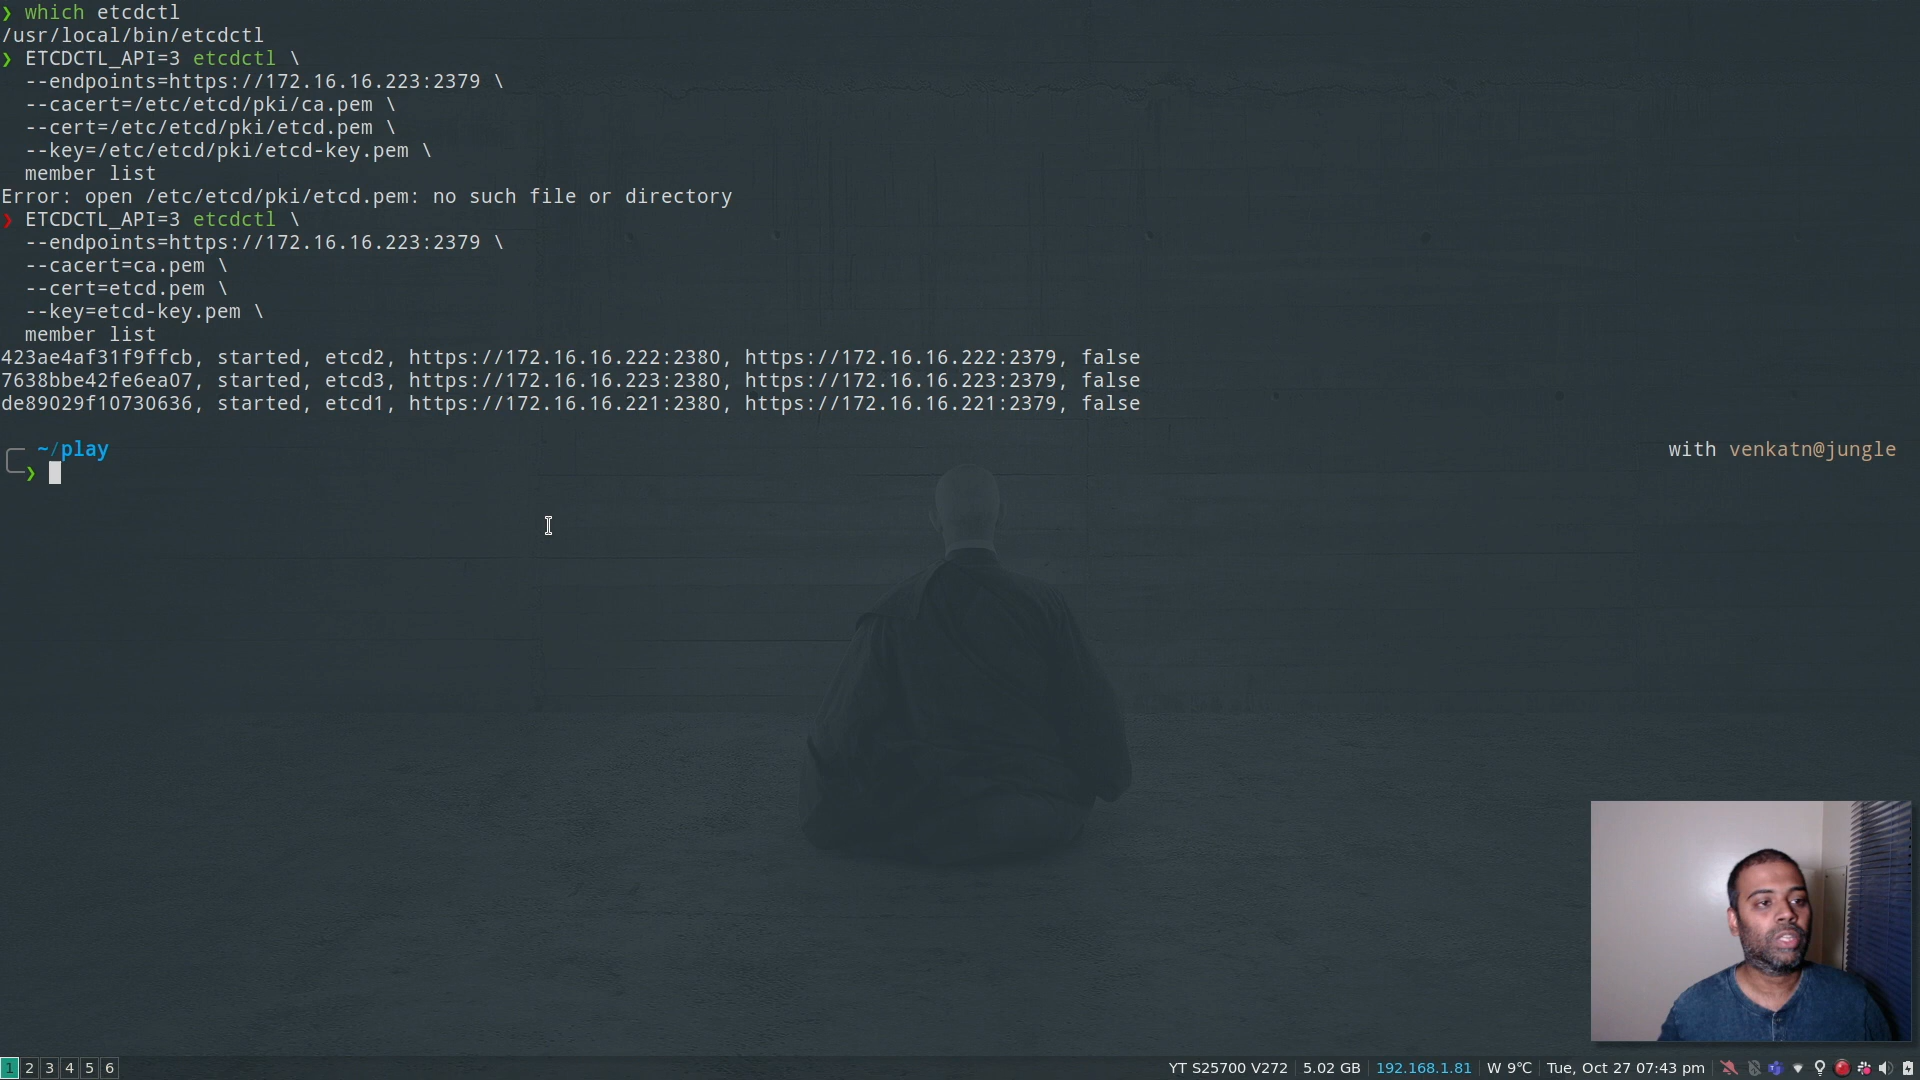 ❯ which etcdctl
/usr/local/bin/etcdctl
❯ ETCDCTL_API=3 etcdctl \
--endpoints=https://172.16.16.223:2379 \
--cacert=/etc/etcd/pki/ca.pem \
--cert=/etc/etcd/pki/etcd.pem \
--key=/etc/etcd/pki/etcd-key.pem \
member list
Error: open /etc/etcd/pki/etcd.pem: no such file or directory
❯ ETCDCTL_API=3 etcdctl \
--endpoints=https://172.16.16.223:2379 \
--cacert=ca.pem \
--cert=etcd.pem \
--key=etcd-key.pem \
member list
423ae4af31f9ffcb, started, etcd2, https://172.16.16.222:2380, https://172.16.16.222:2379, false
7638bbe42fe6ea07, started, etcd3, https://172.16.16.223:2380, https://172.16.16.223:2379, false
de89029f10730636, started, etcd1, https://172.16.16.221:2380, https://172.16.16.221:2379, false
~/play with venkatn@jungle
❯
1 2 3 4 5 6 YT S25700 V272 5.02 GB 192.168.1.81 W 9℃ Tue, Oct 27 07:43 pm